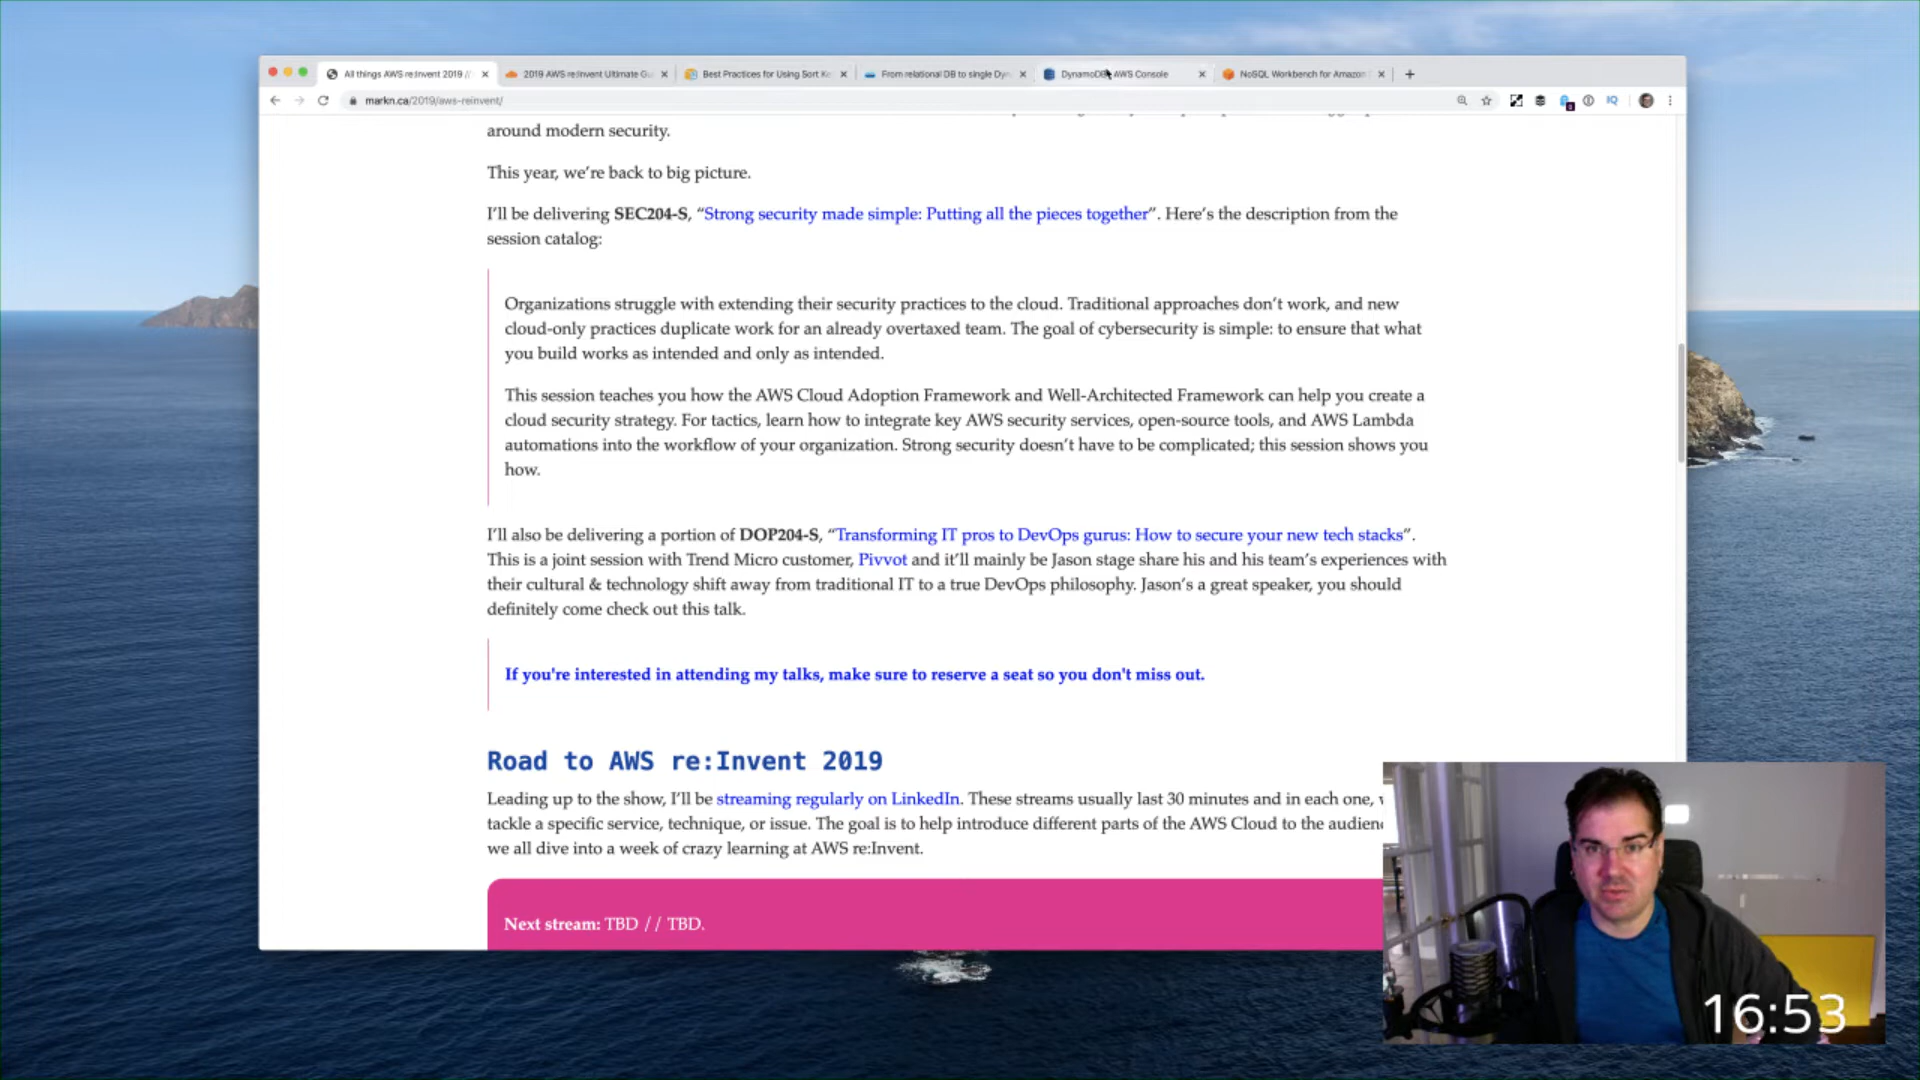 All things AWS re:Invent 2019 //
2019 AWS re:Invent Ultimate Gu
Best Practices for Using Sort Ke
From relational DB to single Dyn
DynamoDB · AWS Console
NoSQL Workbench for Amazon
markn.ca/2019/aws-reinvent/
around modern security.
This year, we’re back to big picture.
I’ll be delivering SEC204-S, “Strong security made simple: Putting all the pieces together”. Here’s the description from the
session catalog:
Organizations struggle with extending their security practices to the cloud. Traditional approaches don’t work, and new
cloud-only practices duplicate work for an already overtaxed team. The goal of cybersecurity is simple: to ensure that what
you build works as intended and only as intended.
This session teaches you how the AWS Cloud Adoption Framework and Well-Architected Framework can help you create a
cloud security strategy. For tactics, learn how to integrate key AWS security services, open-source tools, and AWS Lambda
automations into the workflow of your organization. Strong security doesn’t have to be complicated; this session shows you
how.
I’ll also be delivering a portion of DOP204-S, “Transforming IT pros to DevOps gurus: How to secure your new tech stacks”.
This is a joint session with Trend Micro customer, Pivvot and it’ll mainly be Jason stage share his and his team’s experiences with
their cultural & technology shift away from traditional IT to a true DevOps philosophy. Jason’s a great speaker, you should
definitely come check out this talk.
If you're interested in attending my talks, make sure to reserve a seat so you don't miss out.
Road to AWS re:Invent 2019
Leading up to the show, I’ll be streaming regularly on LinkedIn. These streams usually last 30 minutes and in each one,
tackle a specific service, technique, or issue. The goal is to help introduce different parts of the AWS Cloud to the audien
we all dive into a week of crazy learning at AWS re:Invent.
Next stream: TBD // TBD.
16:53